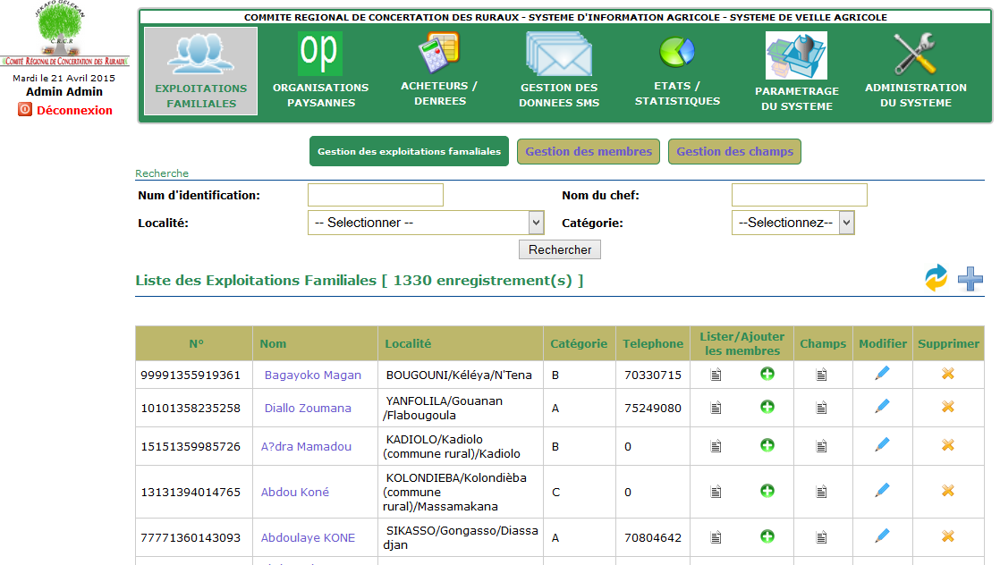 JEKAFO GELEKAN
C.R.C.R
COMITÉ RÉGIONAL DE CONCERTATION DES RURAUX
Mardi le 21 Avril 2015
Admin Admin
Déconnexion
COMMITE REGIONAL DE CONCERTATION DES RURAUX - SYSTEME D'INFORMATION AGRICOLE - SYSTEME DE VEILLE AGRICOLE
EXPLOITATIONS
FAMILIALES
op
ORGANISATIONS
PAYSANNES
ACHETEURS /
DENREES
GESTION DES
DONNEES SMS
ETATS /
STATISTIQUES
PARAMETRAGE
DU SYSTEME
ADMINISTRATION
DU SYSTEME
Gestion des exploitations famaliales
Gestion des membres
Gestion des champs
Recherche
Num d'identification:
Nom du chef:
Localité: -- Selectionner --
Catégorie: --Selectionnez--
Rechercher
Liste des Exploitations Familiales [ 1330 enregistrement(s) ]
N° Nom Localité Catégorie Telephone Lister/Ajouter les membres Champs Modifier Supprimer
99991355919361 Bagayoko Magan BOUGOUNI/Kéléya/N'Tena B 70330715
10101358235258 Diallo Zoumana YANFOLILA/Gouanan A 75249080
/Flabougoula
15151359985726 A?dra Mamadou KADIOLO/Kadiolo B 0
(commune rural)/Kadiolo
13131394014765 Abdou Koné KOLONDIEBA/Kolondièba C 0
(commune
rural)/Massamakana
77771360143093 Abdoulaye KONE SIKASSO/Gongasso/Diassa A 70804642
djan